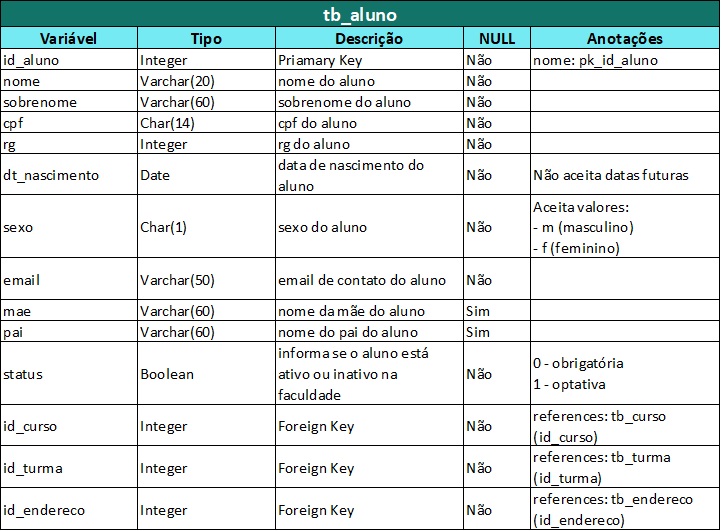 tb_aluno
Variável Tipo Descrição NULL Anotações
id_aluno Integer Priamary Key Não nome: pk_id_aluno
nome Varchar(20) nome do aluno Não
sobrenome Varchar(60) sobrenome do aluno Não
cpf Char(14) cpf do aluno Não
rg Integer rg do aluno Não
dt_nascimento Date data de nascimento do
aluno Não Não aceita datas futuras
sexo Char(1) sexo do aluno Não Aceita valores:
- m (masculino)
- f (feminino)
email Varchar(50) email de contato do aluno Não
mae Varchar(60) nome da mãe do aluno Sim
pai Varchar(60) nome do pai do aluno Sim
status Boolean informa se o aluno está
ativo ou inativo na
faculdade Não 0 - obrigatória
1 - optativa
id_curso Integer Foreign Key Não references: tb_curso
(id_curso)
id_turma Integer Foreign Key Não references: tb_turma
(id_turma)
id_endereco Integer Foreign Key Não references: tb_endereco
(id_endereco)